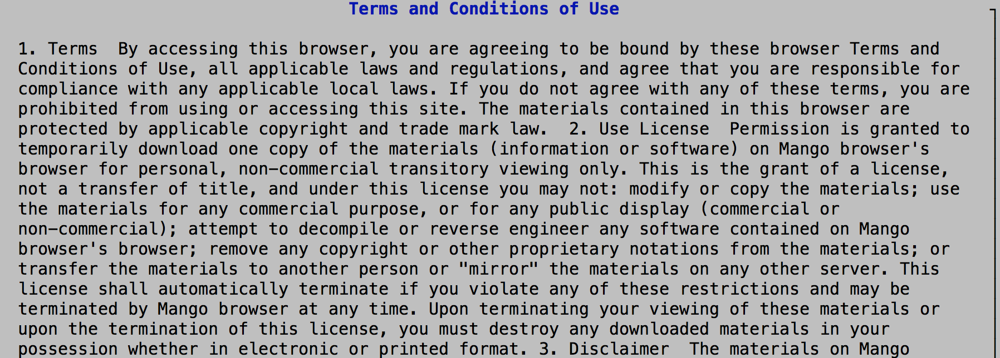 Terms and Conditions of Use
1. Terms  By accessing this browser, you are agreeing to be bound by these browser Terms and
Conditions of Use, all applicable laws and regulations, and agree that you are responsible for
compliance with any applicable local laws. If you do not agree with any of these terms, you are
prohibited from using or accessing this site. The materials contained in this browser are
protected by applicable copyright and trade mark law.  2. Use License  Permission is granted to
temporarily download one copy of the materials (information or software) on Mango browser's
browser for personal, non-commercial transitory viewing only. This is the grant of a license,
not a transfer of title, and under this license you may not: modify or copy the materials; use
the materials for any commercial purpose, or for any public display (commercial or
non-commercial); attempt to decompile or reverse engineer any software contained on Mango
browser's browser; remove any copyright or other proprietary notations from the materials; or
transfer the materials to another person or "mirror" the materials on any other server. This
license shall automatically terminate if you violate any of these restrictions and may be
terminated by Mango browser at any time. Upon terminating your viewing of these materials or
upon the termination of this license, you must destroy any downloaded materials in your
possession whether in electronic or printed format. 3. Disclaimer  The materials on Mango